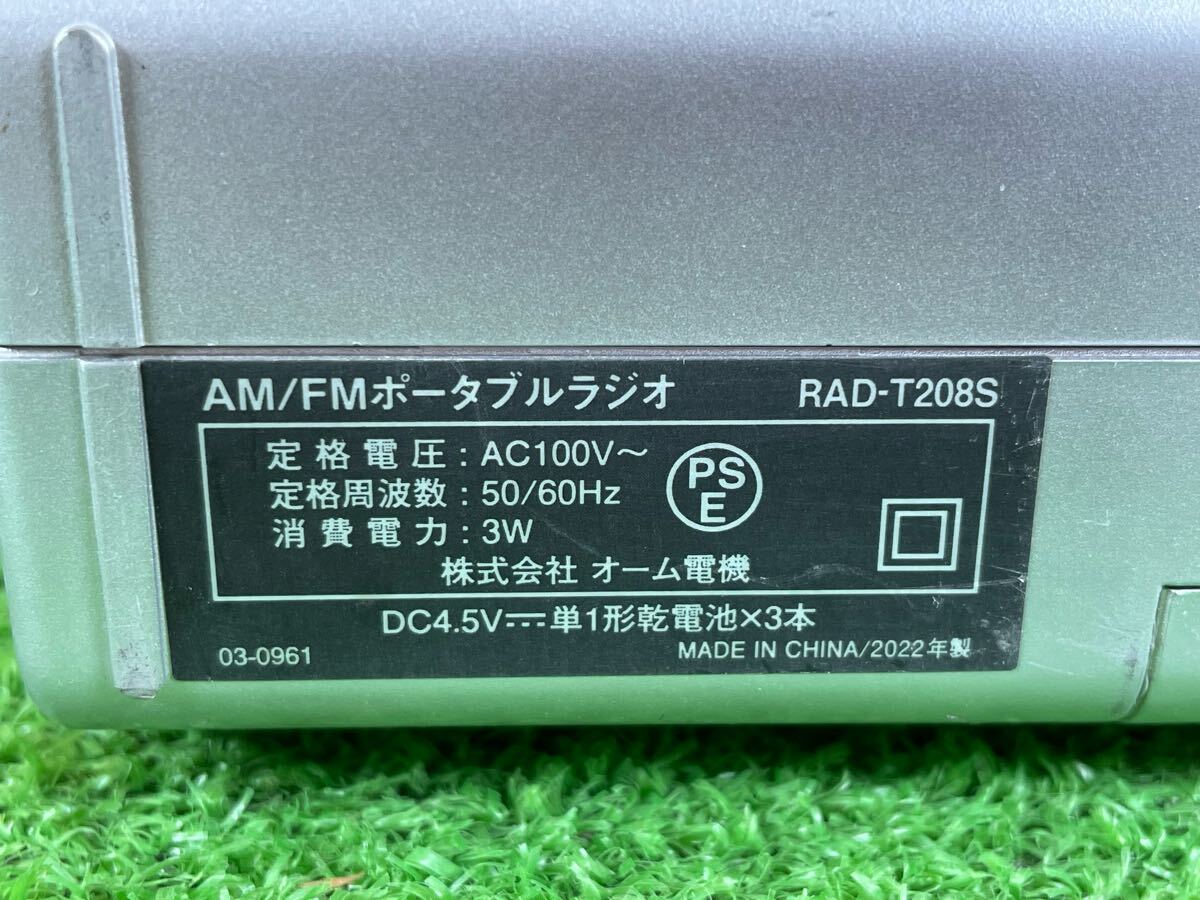 AM/FMポータブルラジオ RAD-T208S
定格電圧:AC100V～
定格周波数:50/60Hz
消費電力:3W
PS
E
株式会社 オーム電機
DC4.5V⎓単1形乾電池×3本
03-0961 MADE IN CHINA/2022年製